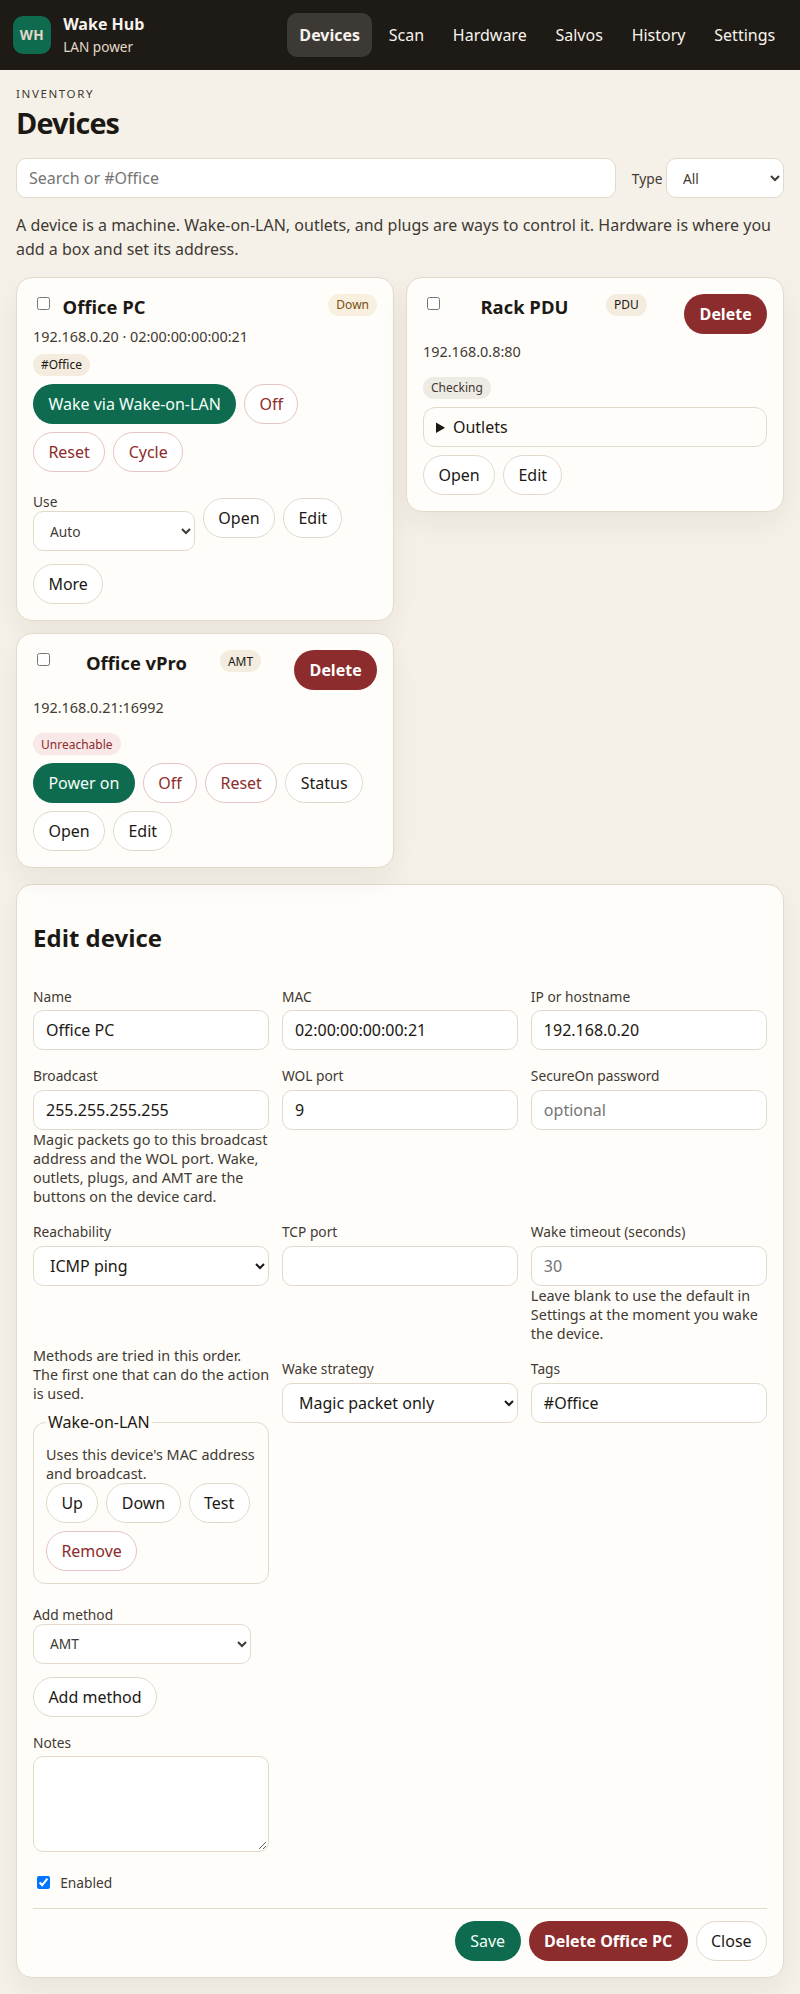 WH
Wake Hub
LAN power
Devices
Scan
Hardware
Salvos
History
Settings
INVENTORY
Devices
Search or #Office
Type
All
A device is a machine. Wake-on-LAN, outlets, and plugs are ways to control it. Hardware is where you
add a box and set its address.
Office PC
Down
192.168.0.20 · 02:00:00:00:00:21
#Office
Wake via Wake-on-LAN
Off
Reset
Cycle
Use
Auto
Open
Edit
More
Rack PDU
PDU
Delete
192.168.0.8:80
Checking
▶ Outlets
Open
Edit
Office vPro
AMT
Delete
192.168.0.21:16992
Unreachable
Power on
Off
Reset
Status
Open
Edit
Edit device
Name
MAC
IP or hostname
Office PC
02:00:00:00:00:21
192.168.0.20
Broadcast
WOL port
SecureOn password
255.255.255.255
9
optional
Magic packets go to this broadcast
address and the WOL port. Wake,
outlets, plugs, and AMT are the
buttons on the device card.
Reachability
TCP port
Wake timeout (seconds)
ICMP ping
30
Leave blank to use the default in
Settings at the moment you wake
the device.
Methods are tried in this order.
The first one that can do the action
is used.
Wake strategy
Tags
Magic packet only
#Office
Wake-on-LAN
Uses this device's MAC address
and broadcast.
Up
Down
Test
Remove
Add method
AMT
Add method
Notes
Enabled
Save
Delete Office PC
Close